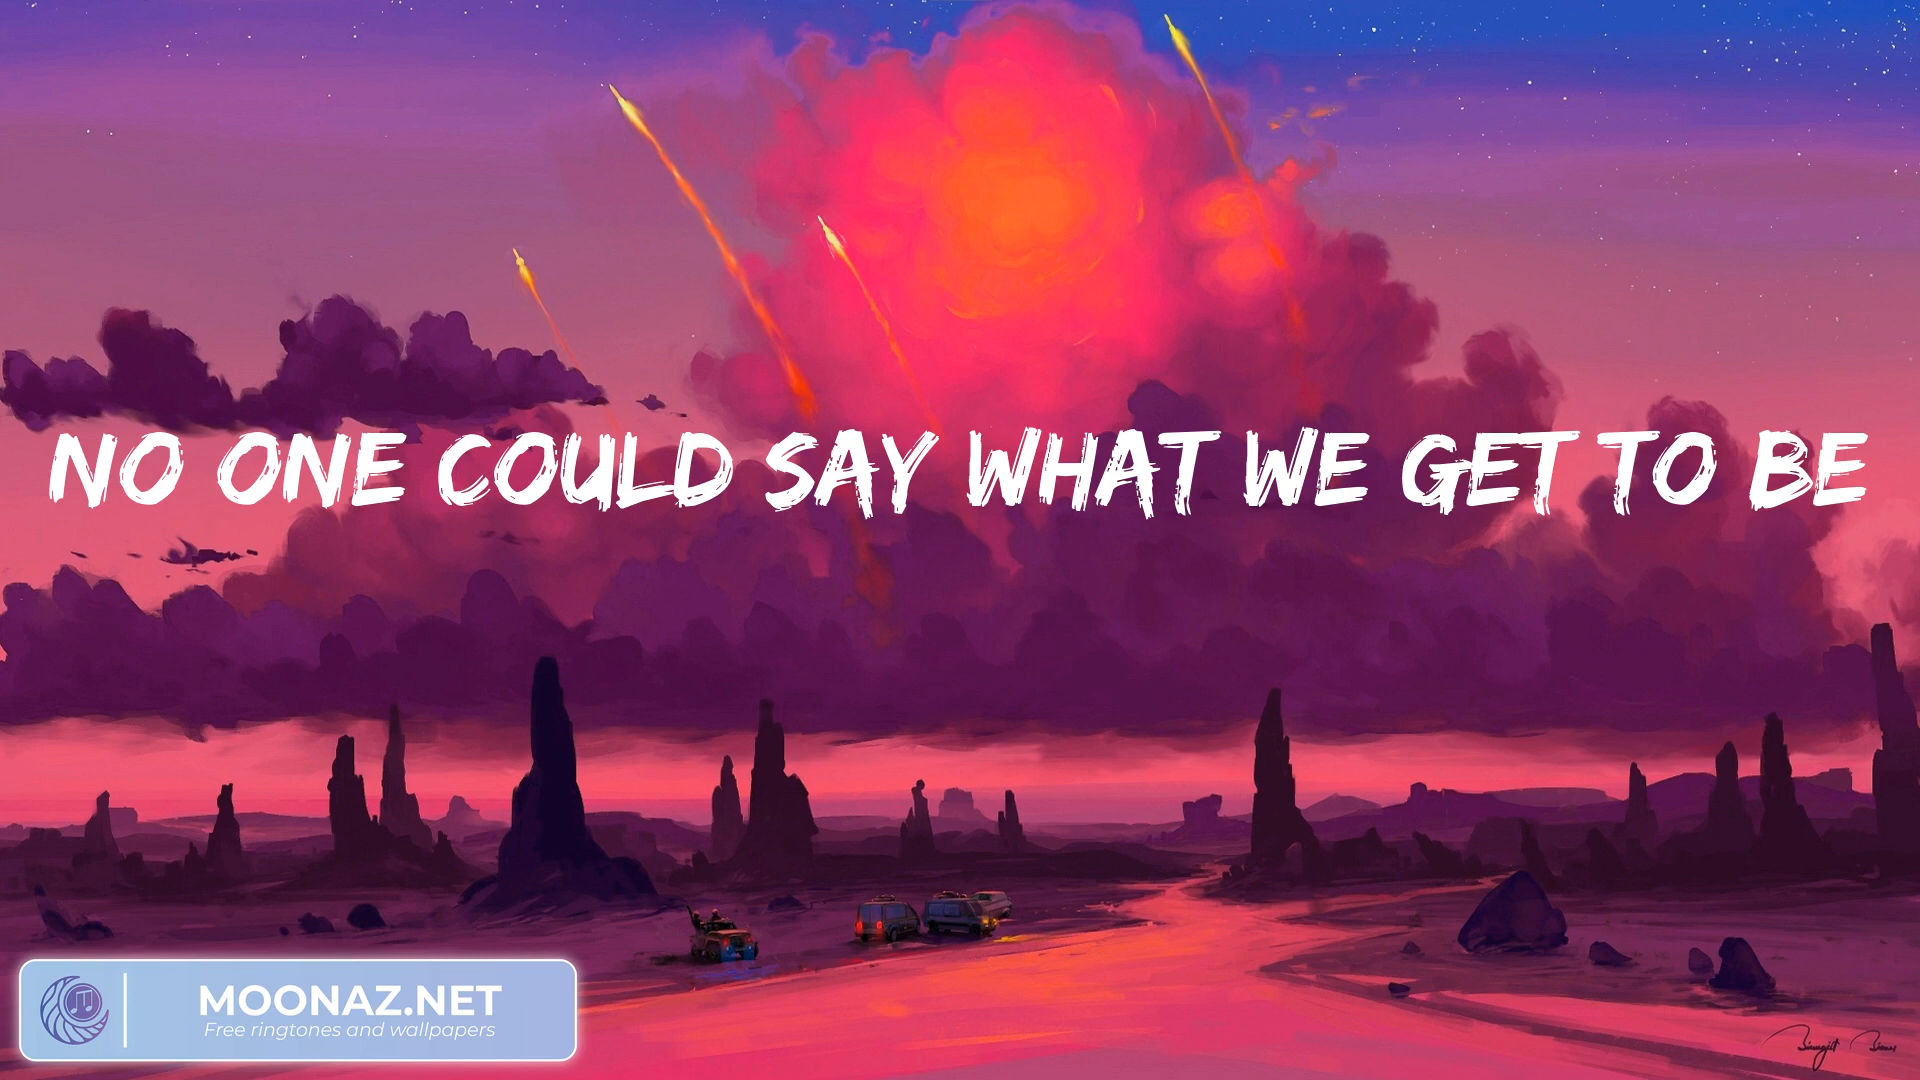 NO ONE COULD SAY WHAT WE GET TO BE
MOONAZ.NET
Free ringtones and wallpapers